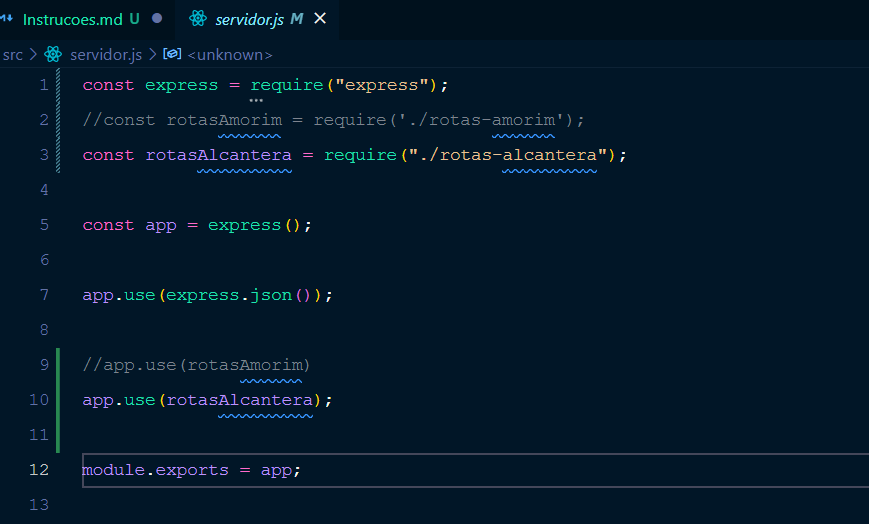 Instrucoes.md U
servidor.js M
src > servidor.js > <unknown>
1 const express = require("express");
2 //const rotasAmorim = require('./rotas-amorim');
3 const rotasAlcantera = require("./rotas-alcantera");
4
5 const app = express();
6
7 app.use(express.json());
8
9 //app.use(rotasAmorim)
10 app.use(rotasAlcantera);
11
12 module.exports = app;
13